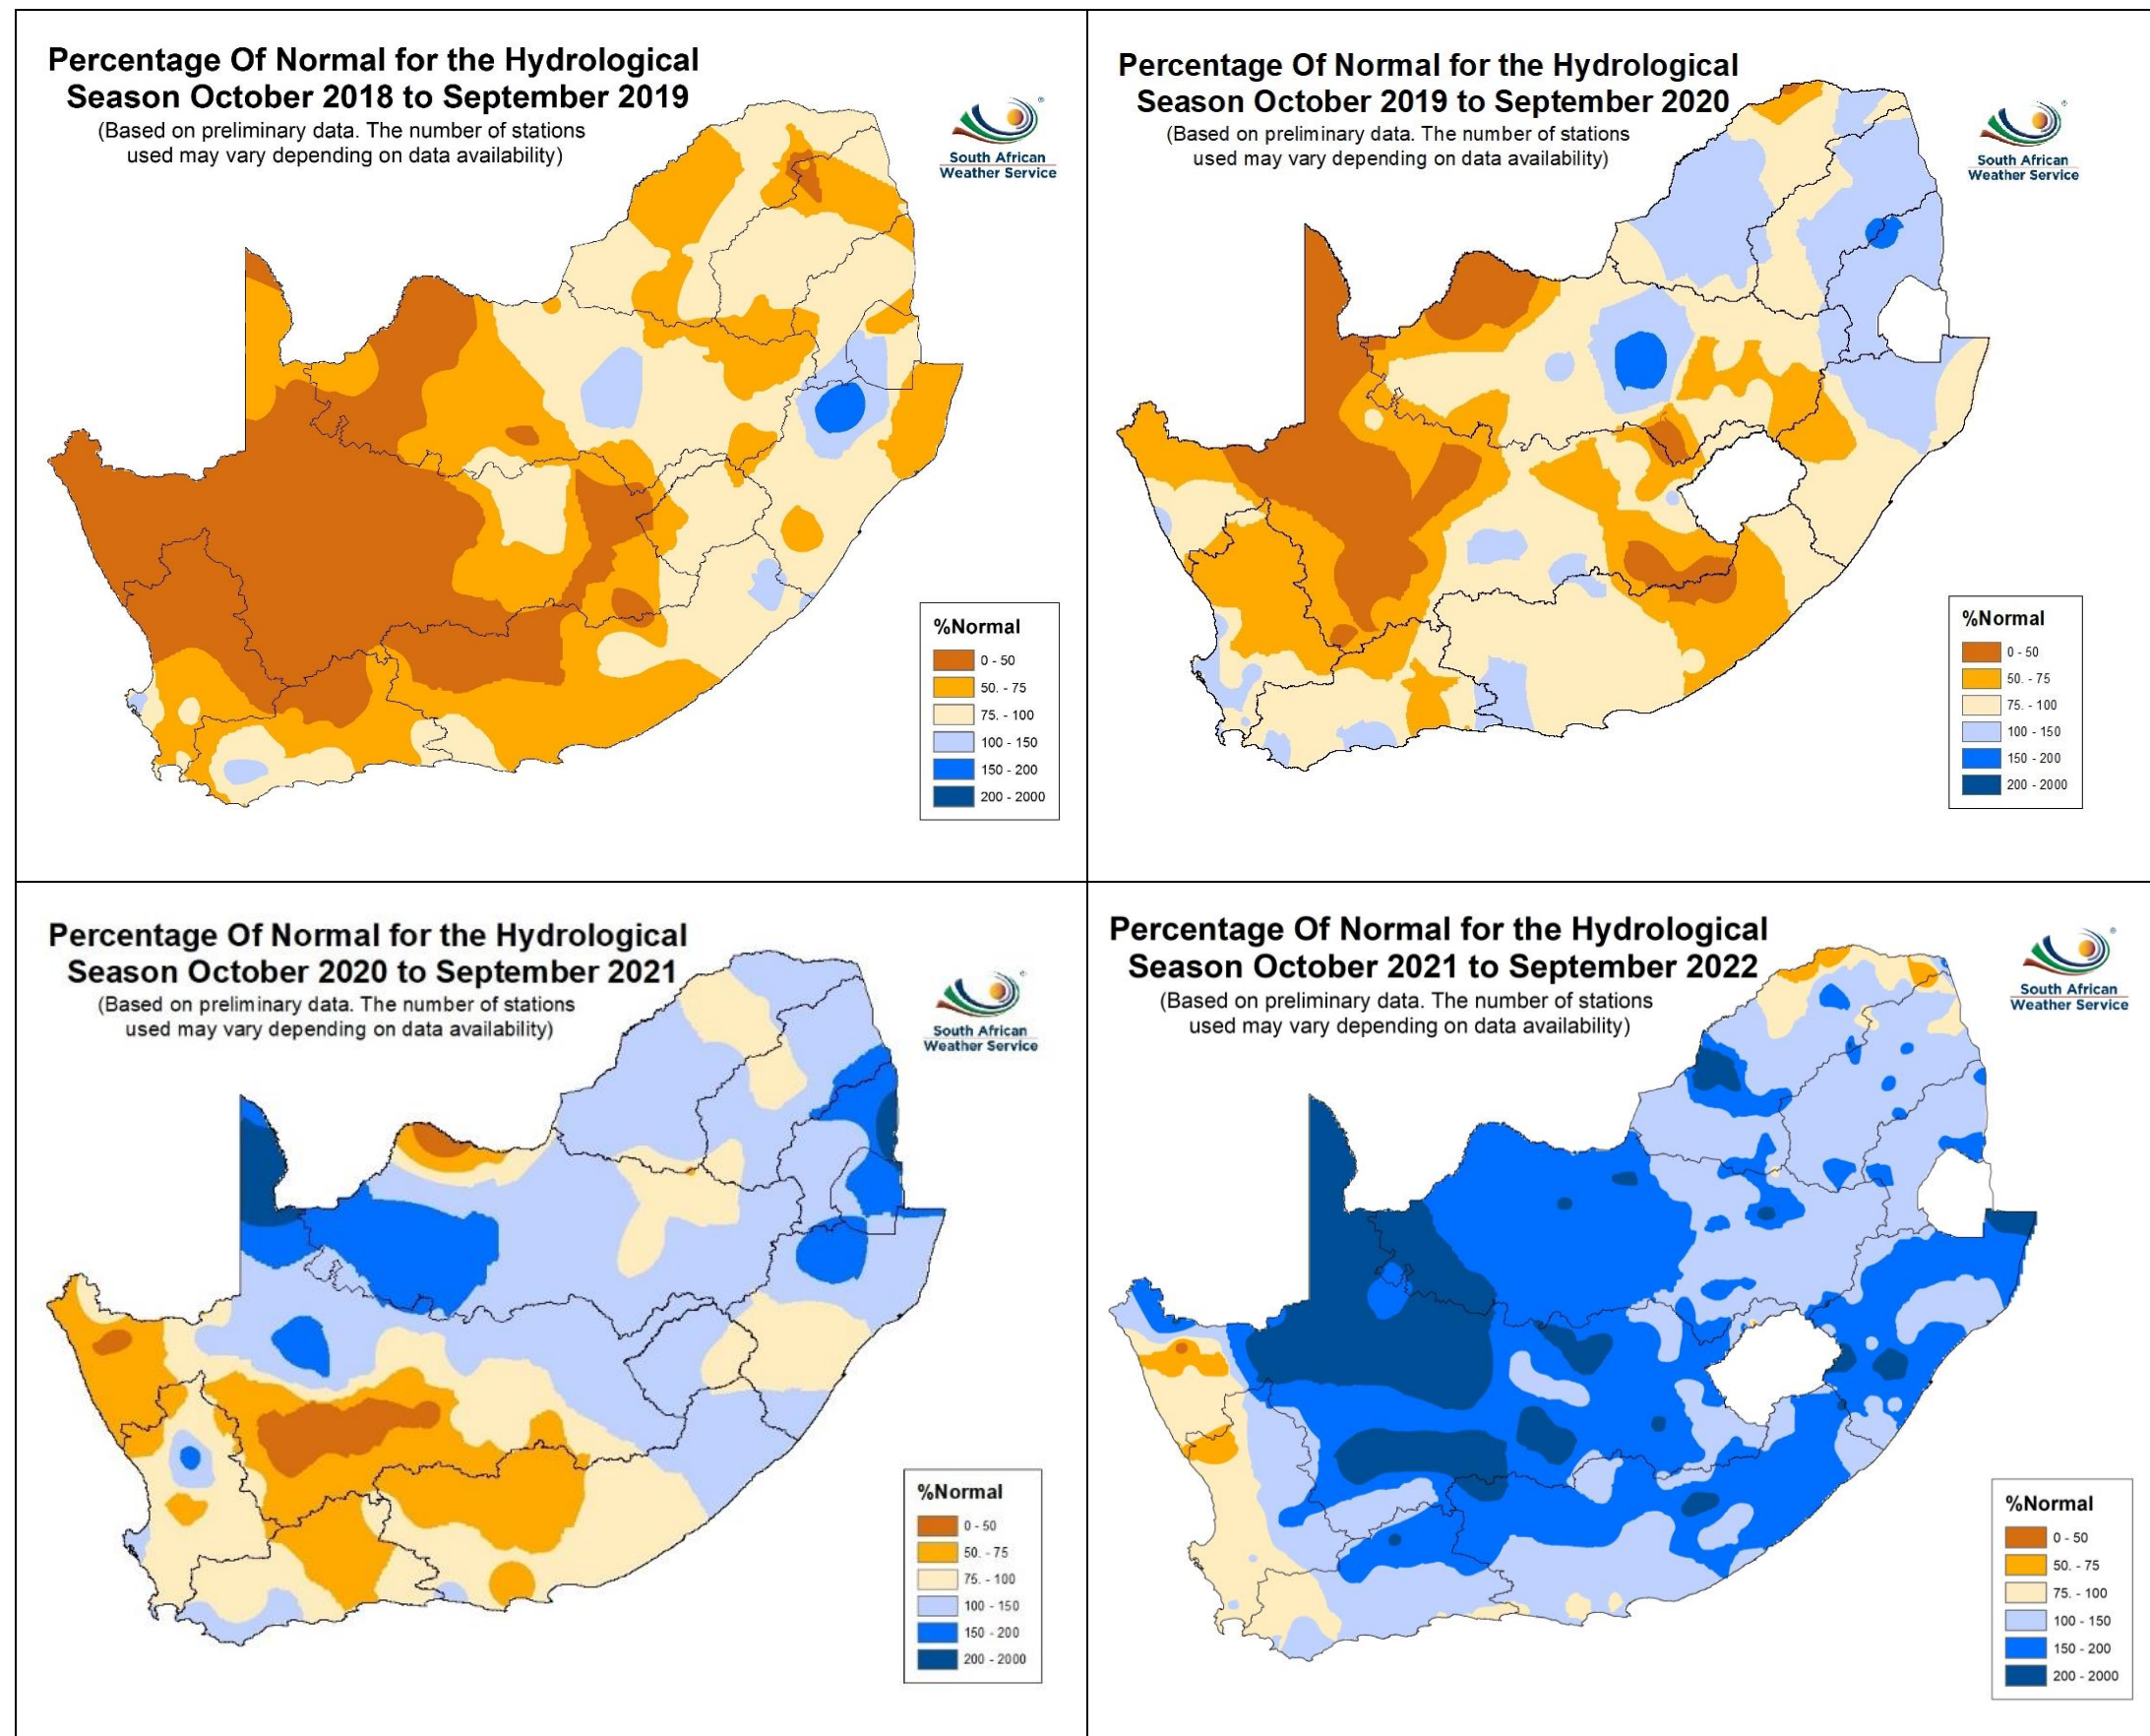 Percentage Of Normal for the Hydrological
Season October 2018 to September 2019
(Based on preliminary data. The number of stations
used may vary depending on data availability)
South African
Weather Service
%Normal
0 - 50
50. - 75
75. - 100
100 - 150
150 - 200
200 - 2000
Percentage Of Normal for the Hydrological
Season October 2019 to September 2020
(Based on preliminary data. The number of stations
used may vary depending on data availability)
South African
Weather Service
%Normal
0 - 50
50. - 75
75. - 100
100 - 150
150 - 200
200 - 2000
Percentage Of Normal for the Hydrological
Season October 2020 to September 2021
(Based on preliminary data. The number of stations
used may vary depending on data availability)
South African
Weather Service
%Normal
0 - 50
50. - 75
75. - 100
100 - 150
150 - 200
200 - 2000
Percentage Of Normal for the Hydrological
Season October 2021 to September 2022
(Based on preliminary data. The number of stations
used may vary depending on data availability)
South African
Weather Service
%Normal
0 - 50
50. - 75
75. - 100
100 - 150
150 - 200
200 - 2000